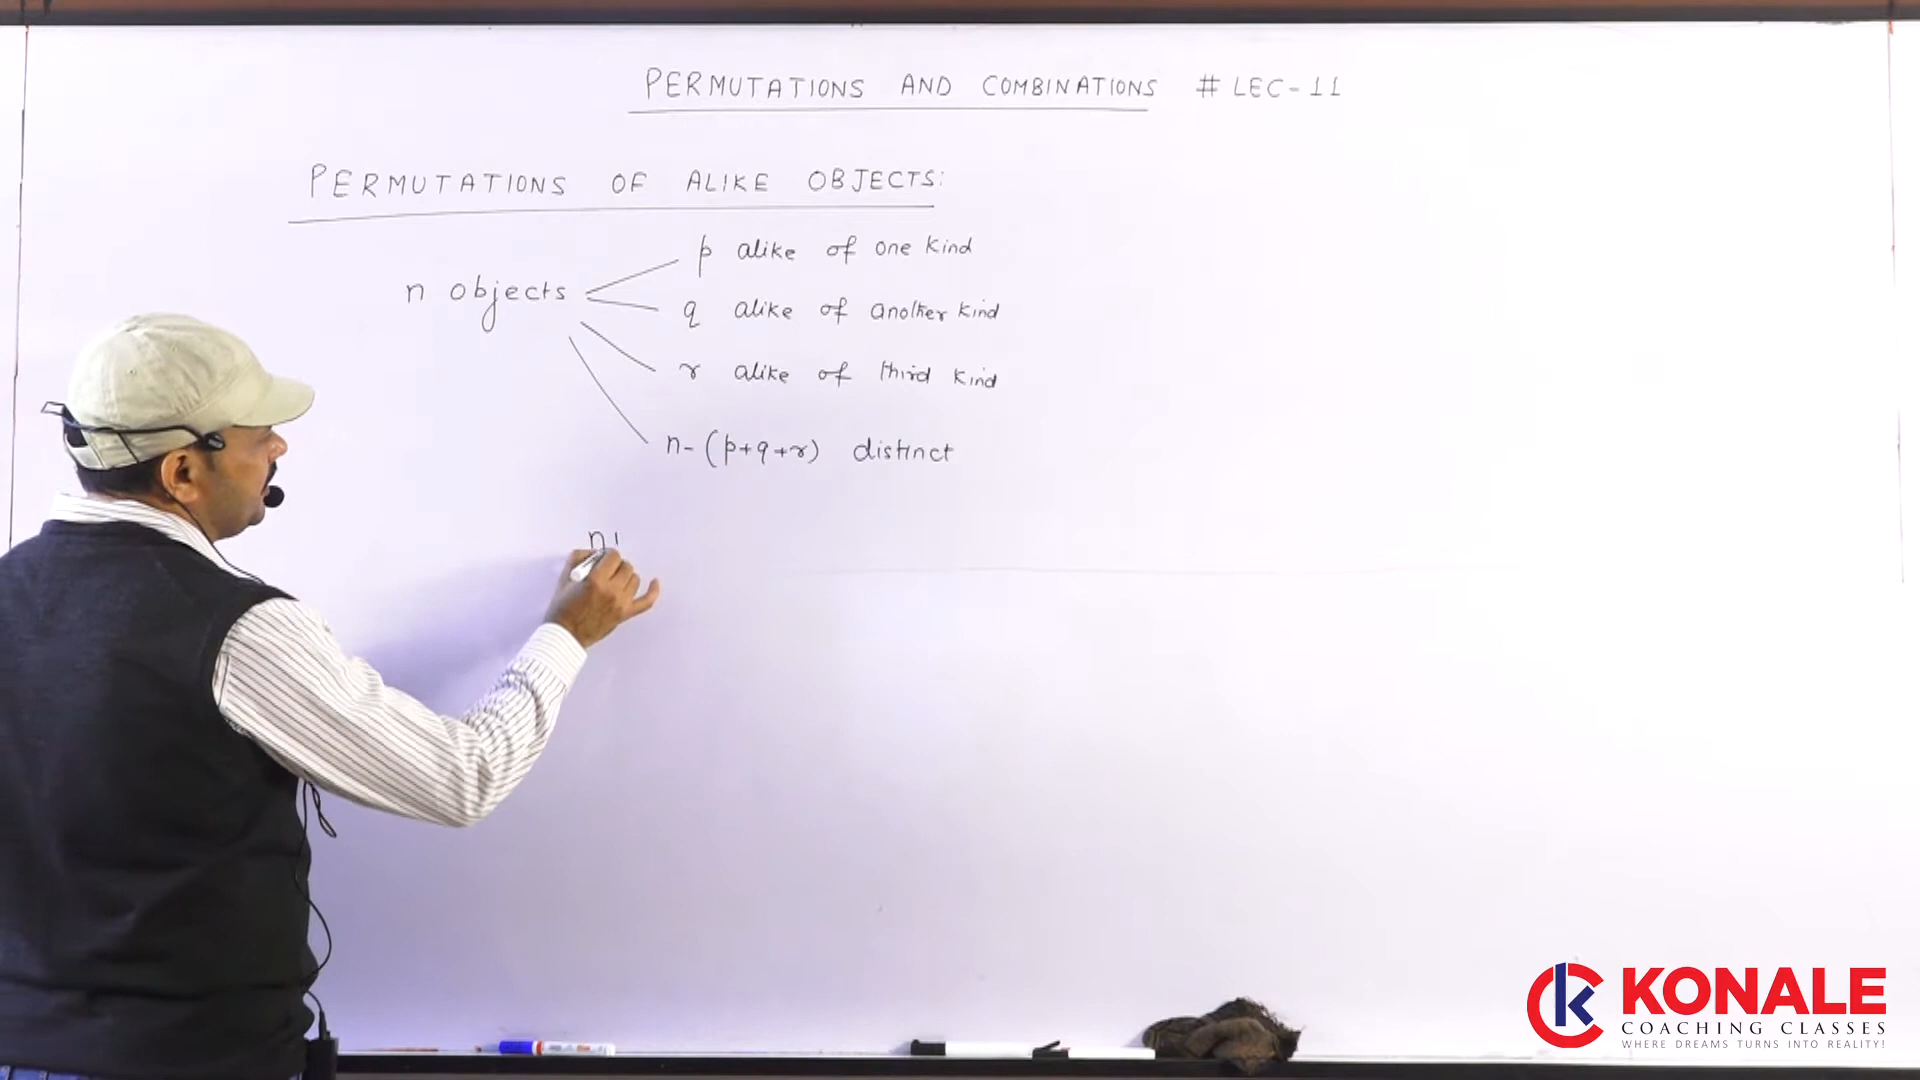 PERMUTATIONS AND COMBINATIONS # LEC-11
PERMUTATIONS OF ALIKE OBJECTS:
n objects
p alike of one kind
q alike of another kind
r alike of third kind
n-(p+q+r) distinct
n!
KONALE
COACHING CLASSES
WHERE DREAMS TURNS INTO REALITY!